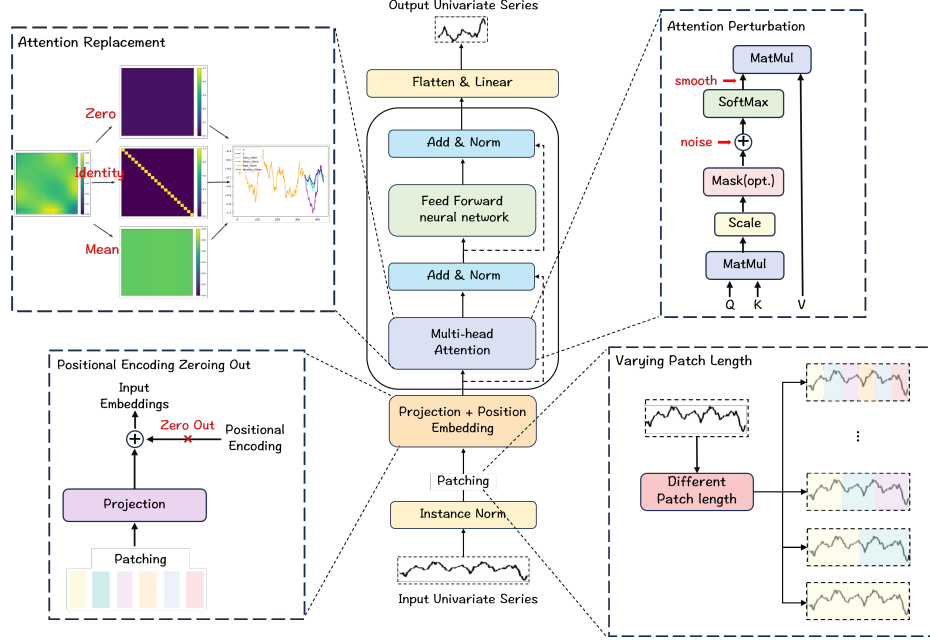 Output Univariate Series
Attention Replacement
Zero
Identity
Mean
Flatten & Linear
Add & Norm
Feed Forward
neural network
Add & Norm
Multi-head
Attention
Projection + Position
Embedding
Patching
Instance Norm
Input Univariate Series
Attention Perturbation
MatMul
smooth
SoftMax
noise
Mask(opt.)
Scale
MatMul
Q K V
Positional Encoding Zeroing Out
Input
Embeddings
Zero Out
Positional
Encoding
Projection
Patching
Varying Patch Length
Different
Patch length
...